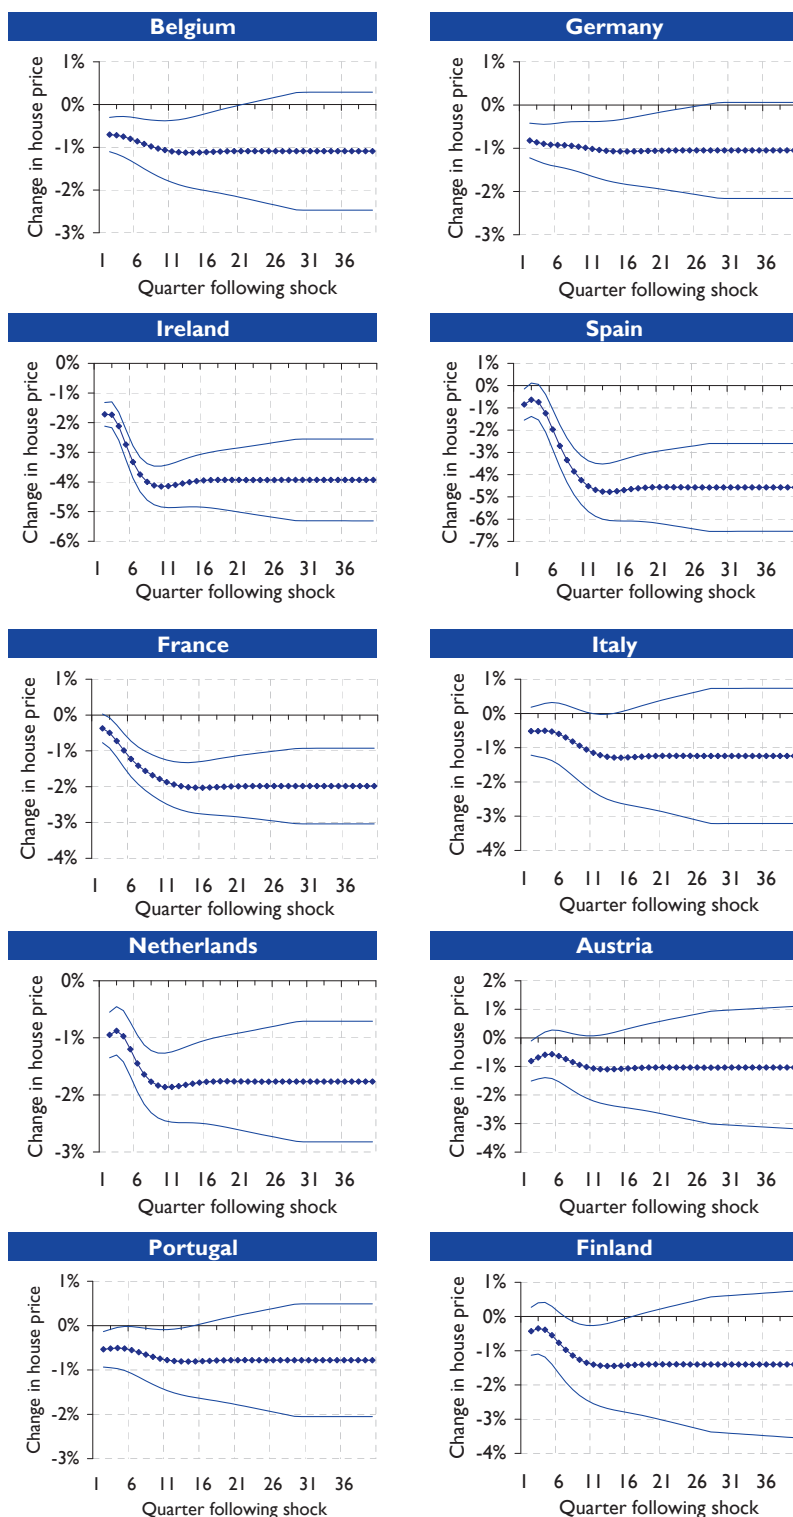 Belgium
Change in house price
1%
0%
-1%
-2%
-3%
1 6 11 16 21 26 31 36
Quarter following shock
Germany
Change in house price
1%
0%
-1%
-2%
-3%
1 6 11 16 21 26 31 36
Quarter following shock
Ireland
Change in house price
0%
-1%
-2%
-3%
-4%
-5%
-6%
1 6 11 16 21 26 31 36
Quarter following shock
Spain
Change in house price
1%
0%
-1%
-2%
-3%
-4%
-5%
-6%
-7%
1 6 11 16 21 26 31 36
Quarter following shock
France
Change in house price
1%
0%
-1%
-2%
-3%
-4%
1 6 11 16 21 26 31 36
Quarter following shock
Italy
Change in house price
1%
0%
-1%
-2%
-3%
-4%
1 6 11 16 21 26 31 36
Quarter following shock
Netherlands
Change in house price
0%
-1%
-2%
-3%
1 6 11 16 21 26 31 36
Quarter following shock
Austria
Change in house price
2%
1%
0%
-1%
-2%
-3%
-4%
1 6 11 16 21 26 31 36
Quarter following shock
Portugal
Change in house price
1%
0%
-1%
-2%
-3%
1 6 11 16 21 26 31 36
Quarter following shock
Finland
Change in house price
1%
0%
-1%
-2%
-3%
-4%
1 6 11 16 21 26 31 36
Quarter following shock